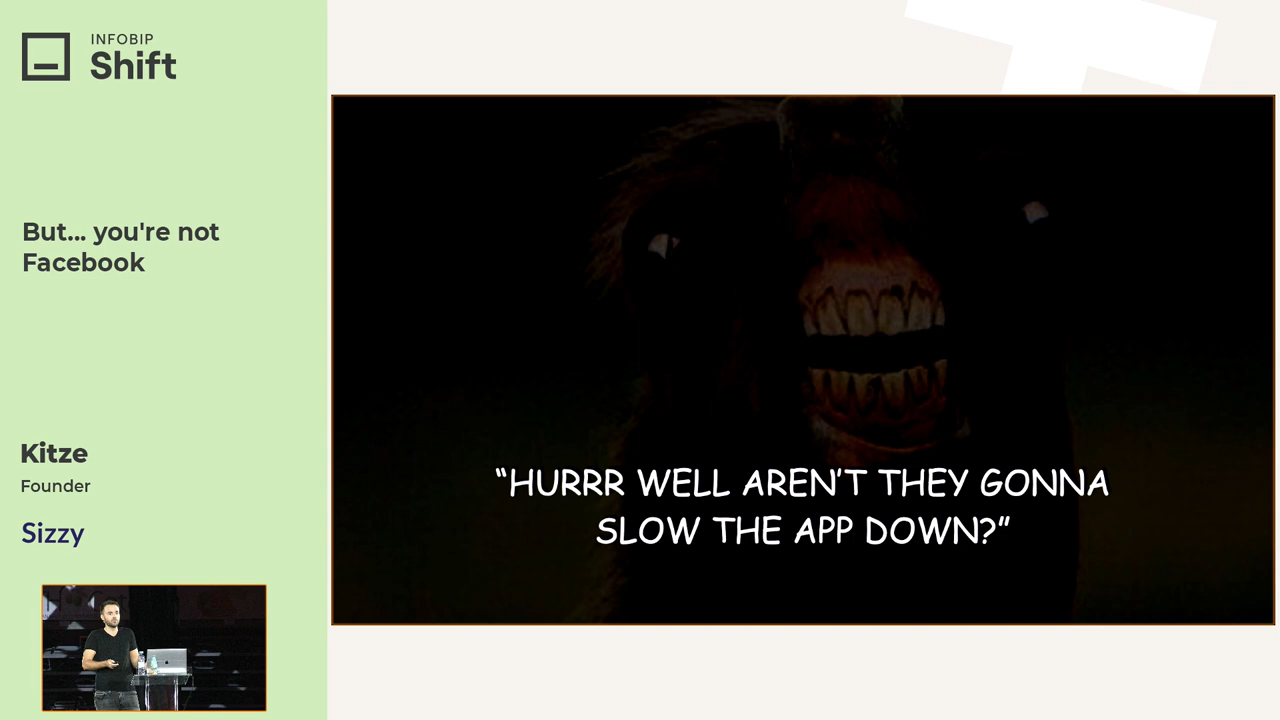 INFOBIP
Shift
But... you're not
Facebook
Kitze
Founder
Sizzy
“HURRR WELL AREN’T THEY GONNA
SLOW THE APP DOWN?”